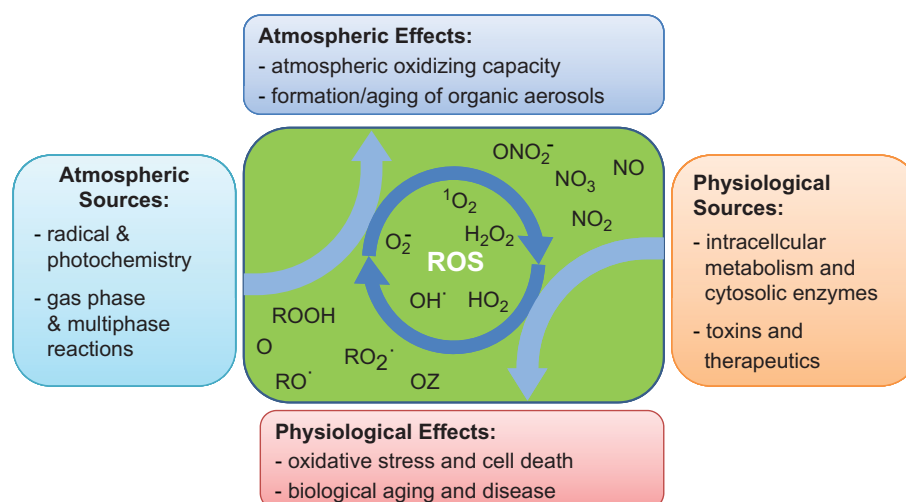 Atmospheric Effects:
- atmospheric oxidizing capacity
- formation/aging of organic aerosols
Atmospheric
Sources:
- radical &
photochemistry
- gas phase
& multiphase
reactions
ONO₂⁻
NO
NO₃
NO₂
¹O₂
O₂⁻
H₂O₂
ROS
OH·
HO₂
ROOH
O
RO₂·
RO·
OZ
Physiological
Sources:
- intracellcular
metabolism and
cytosolic enzymes
- toxins and
therapeutics
Physiological Effects:
- oxidative stress and cell death
- biological aging and disease